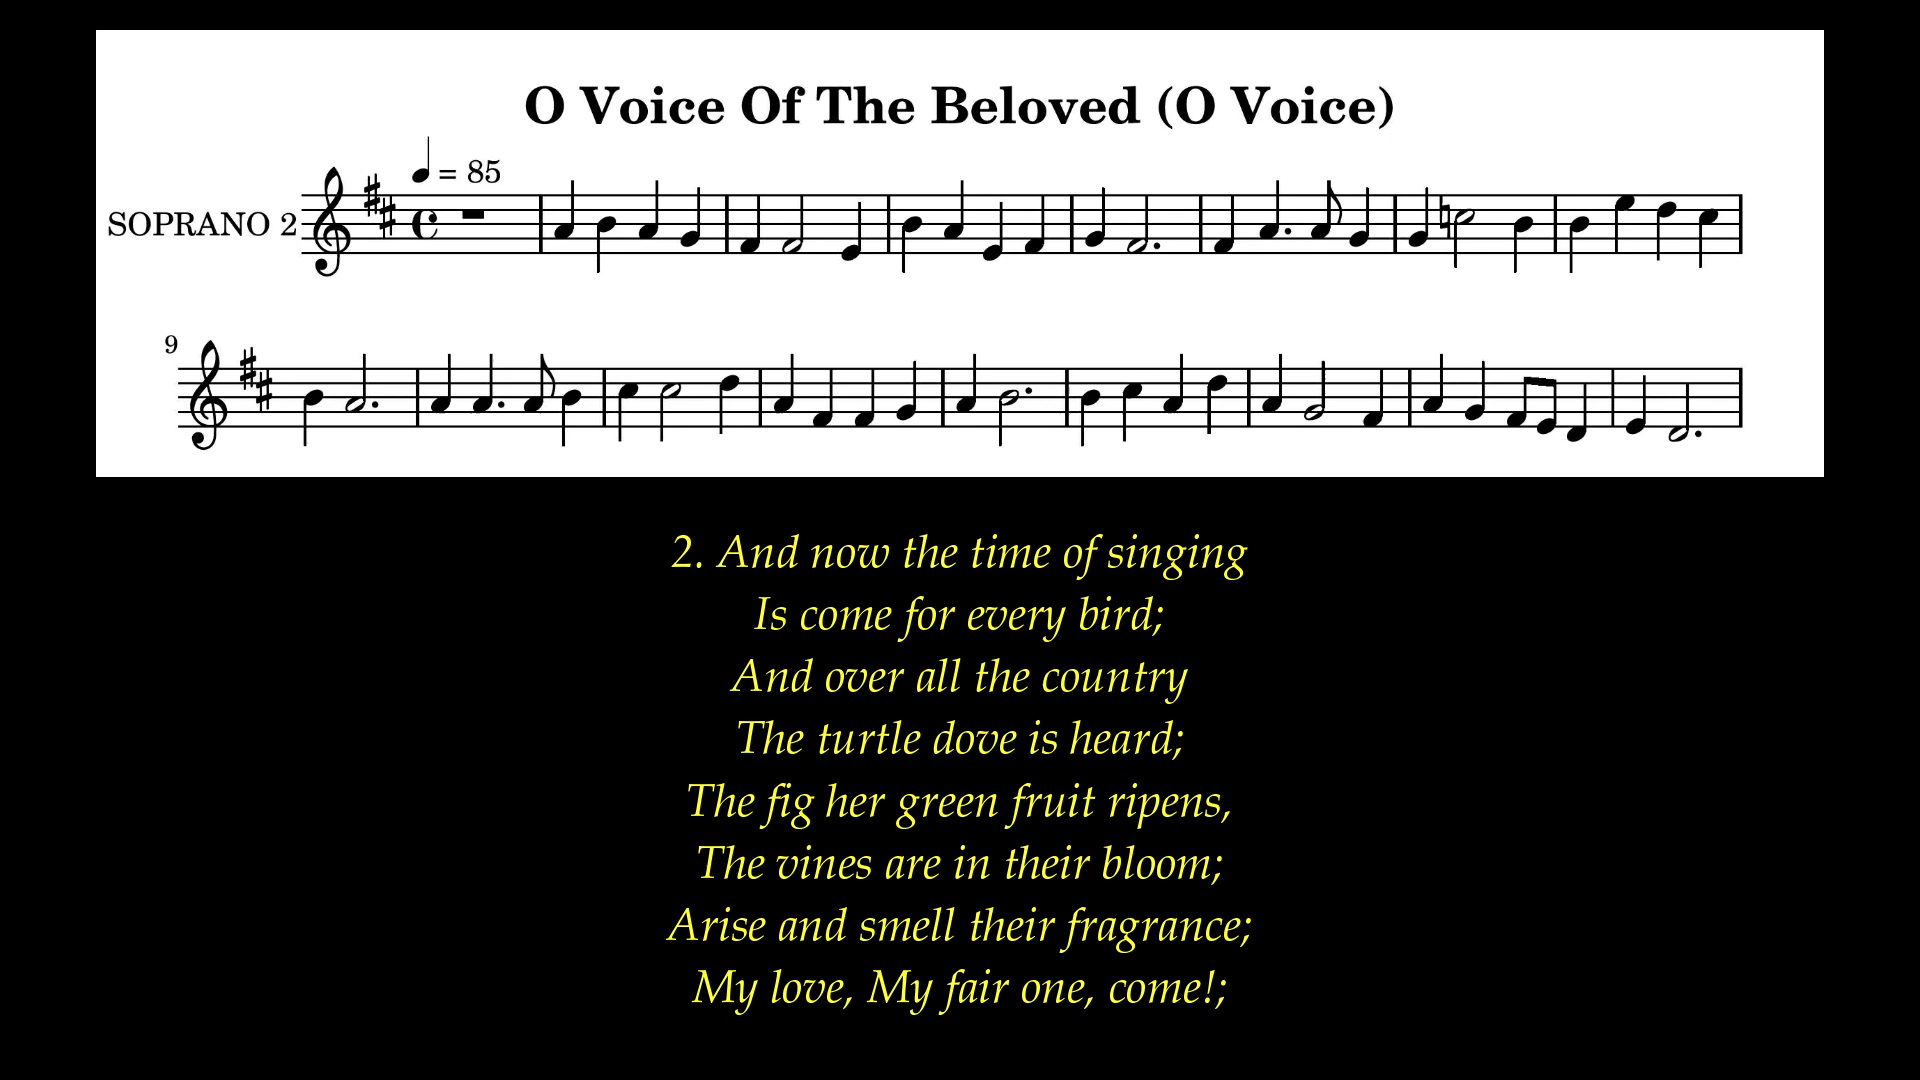 O Voice Of The Beloved (O Voice)
♩ = 85
SOPRANO 2
9
2. And now the time of singing
Is come for every bird;
And over all the country
The turtle dove is heard;
The fig her green fruit ripens,
The vines are in their bloom;
Arise and smell their fragrance;
My love, My fair one, come!;